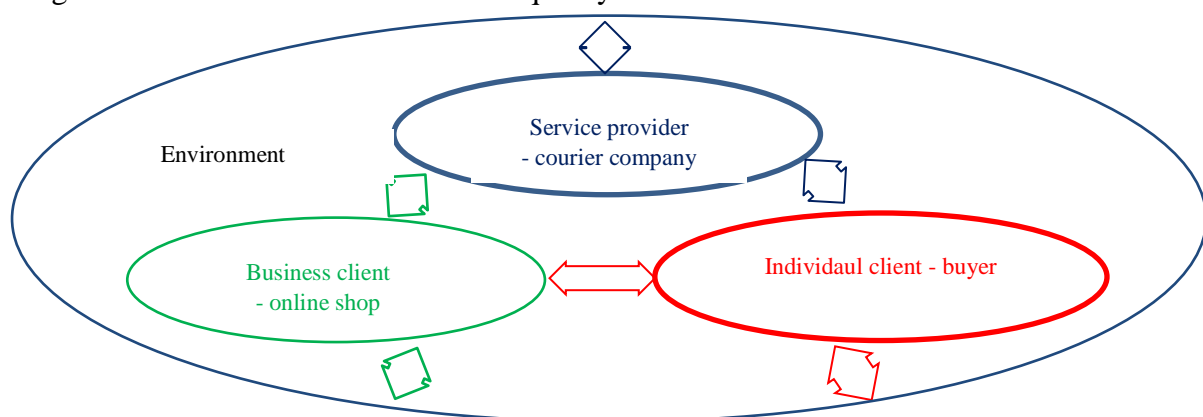 Service provider
- courier company
Environment
Business client
- online shop
Individaul client - buyer